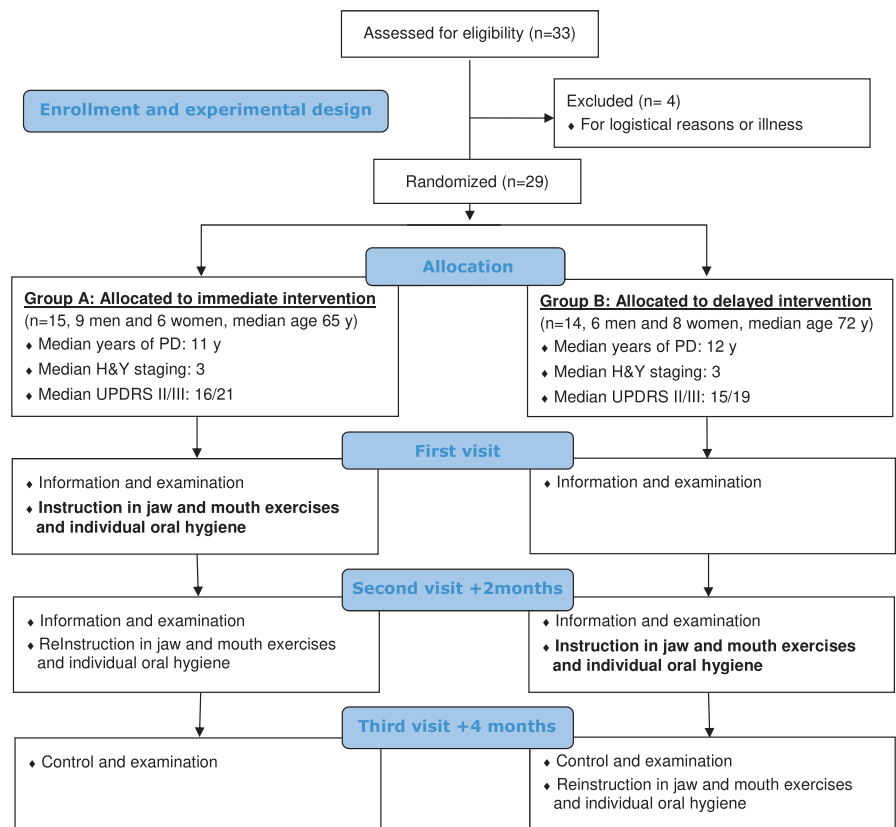 Assessed for eligibility (n=33)
Enrollment and experimental design
Excluded (n= 4)
♦ For logistical reasons or illness
Randomized (n=29)
Allocation
Group A: Allocated to immediate intervention
(n=15, 9 men and 6 women, median age 65 y)
♦ Median years of PD: 11 y
♦ Median H&Y staging: 3
♦ Median UPDRS II/III: 16/21
Group B: Allocated to delayed intervention
(n=14, 6 men and 8 women, median age 72 y)
♦ Median years of PD: 12 y
♦ Median H&Y staging: 3
♦ Median UPDRS II/III: 15/19
First visit
♦ Information and examination
♦ Instruction in jaw and mouth exercises
and individual oral hygiene
♦ Information and examination
Second visit +2months
♦ Information and examination
♦ ReInstruction in jaw and mouth exercises
and individual oral hygiene
♦ Information and examination
♦ Instruction in jaw and mouth exercises
and individual oral hygiene
Third visit +4 months
♦ Control and examination
♦ Control and examination
♦ Reinstruction in jaw and mouth exercises
and individual oral hygiene